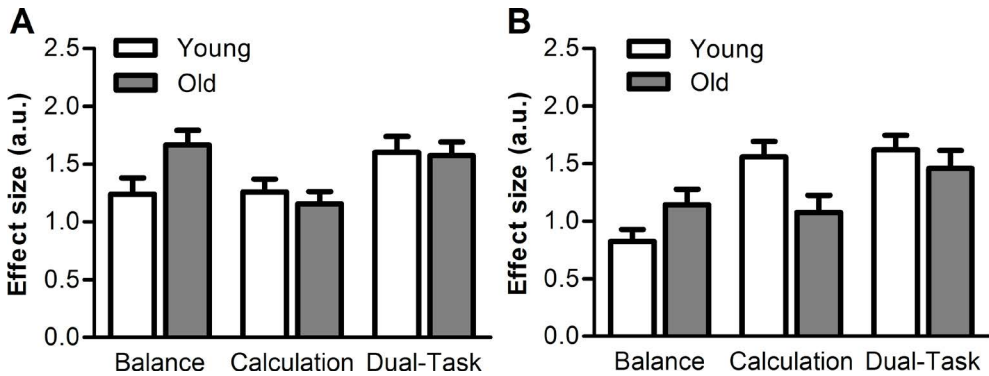 A
Young
Old
Effect size (a.u.)
2.5
2.0
1.5
1.0
0.5
0.0
Balance Calculation Dual-Task
B
Young
Old
Effect size (a.u.)
2.5
2.0
1.5
1.0
0.5
0.0
Balance Calculation Dual-Task